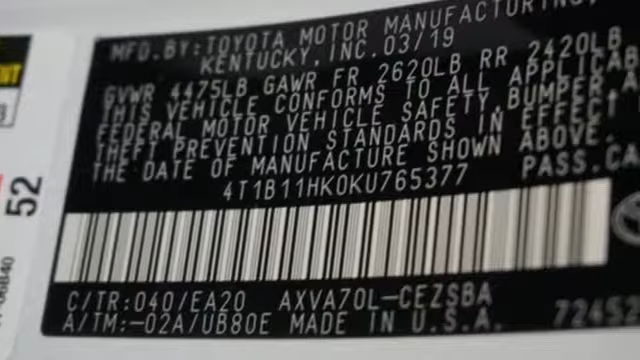 MFD.BY:TOYOTA MOTOR MANUFACTURING,
KENTUCKY,INC.03/19
GVWR 4475LB GAWR FR 2620LB RR 2420LB
THIS VEHICLE CONFORMS TO ALL APPLICAB
FEDERAL MOTOR VEHICLE SAFETY,BUMPER,A
THEFT PREVENTION STANDARDS IN EFFECT
THE DATE OF MANUFACTURE SHOWN ABOVE.
4T1B11HK0KU765377 PASS.CA
C/TR:040/EA20 AXVA70L-CEZSBA
A/TM:-02A/UB80E MADE IN U.S.A. 72452
52